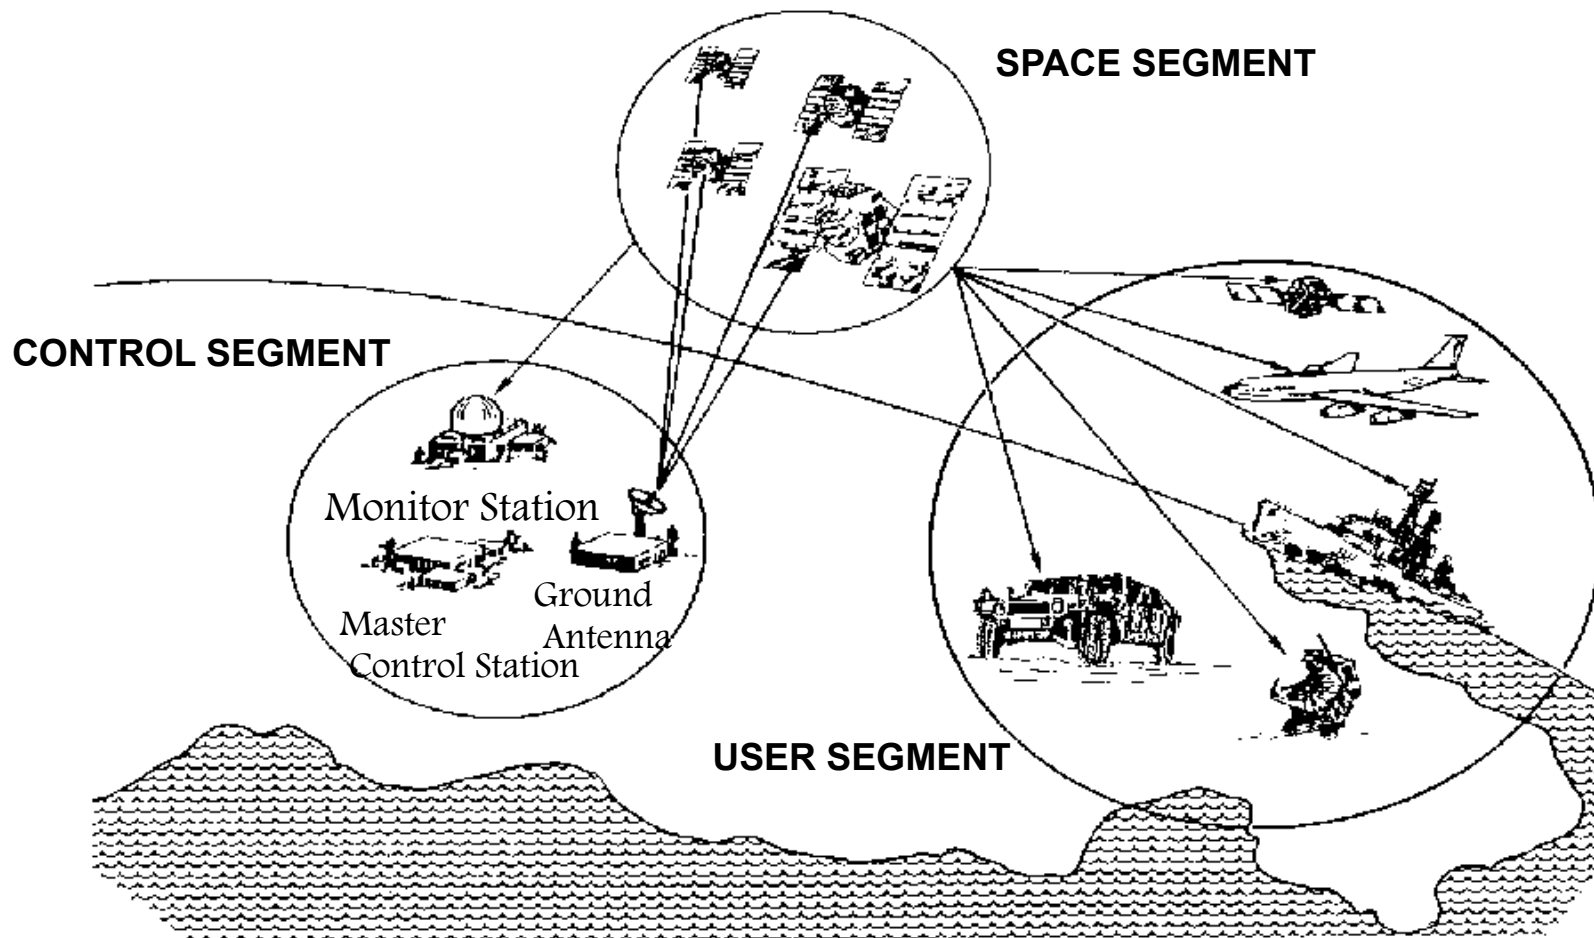 SPACE SEGMENT
CONTROL SEGMENT
Monitor Station
Ground
Antenna
Master
Control Station
USER SEGMENT